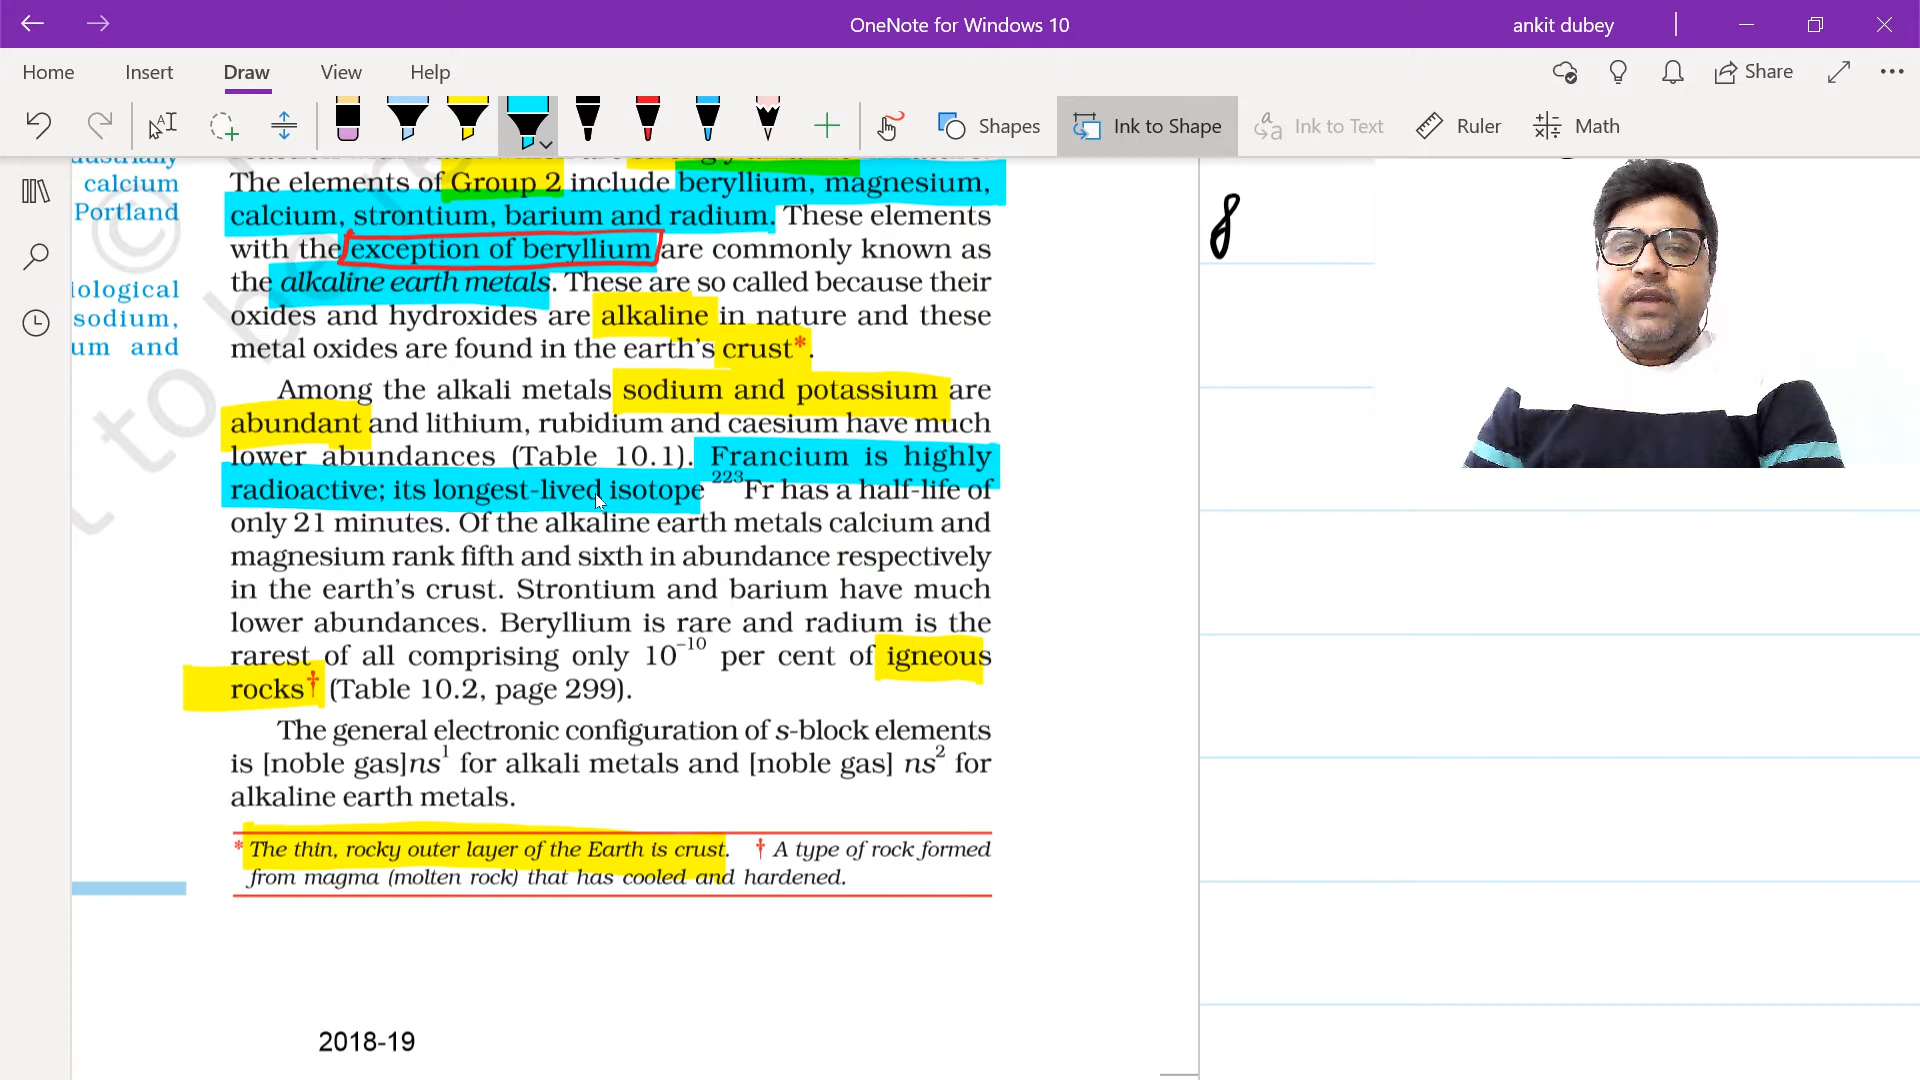 OneNote for Windows 10
ankit dubey
Home Insert Draw View Help
Share
Shapes Ink to Shape Ink to Text Ruler Math
calcium
Portland
iological
sodium,
um and
The elements of Group 2 include beryllium, magnesium,
calcium, strontium, barium and radium. These elements
with the exception of beryllium are commonly known as
the alkaline earth metals. These are so called because their
oxides and hydroxides are alkaline in nature and these
metal oxides are found in the earth's crust*.
Among the alkali metals sodium and potassium are
abundant and lithium, rubidium and caesium have much
lower abundances (Table 10.1). Francium is highly
radioactive; its longest-lived isotope ²²³Fr has a half-life of
only 21 minutes. Of the alkaline earth metals calcium and
magnesium rank fifth and sixth in abundance respectively
in the earth's crust. Strontium and barium have much
lower abundances. Beryllium is rare and radium is the
rarest of all comprising only 10⁻¹⁰ per cent of igneous
rocks† (Table 10.2, page 299).
The general electronic configuration of s-block elements
is [noble gas]ns¹ for alkali metals and [noble gas] ns² for
alkaline earth metals.
* The thin, rocky outer layer of the Earth is crust. † A type of rock formed
from magma (molten rock) that has cooled and hardened.
2018-19